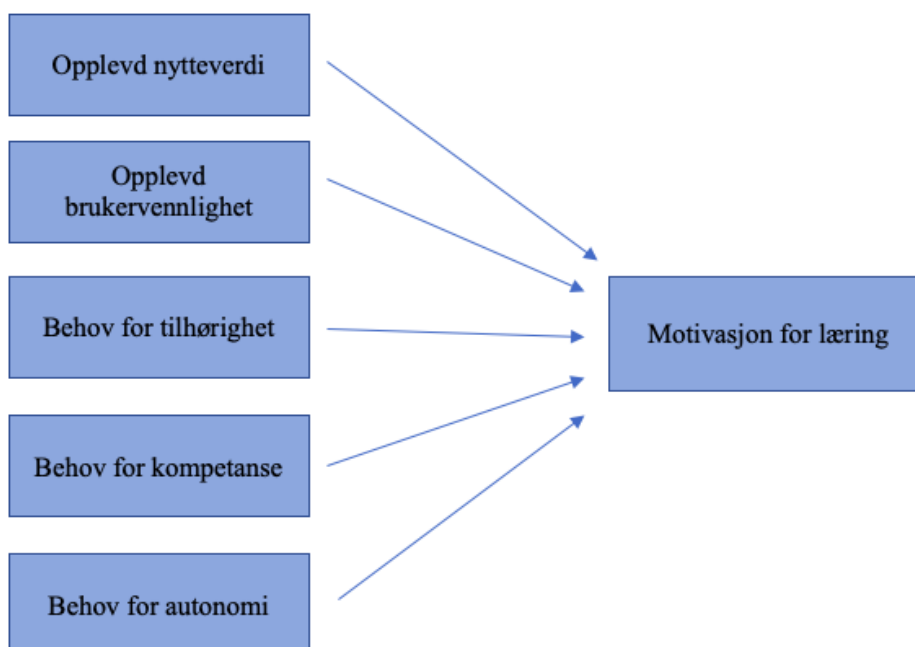 Opplevd nytteverdi
Opplevd
brukervennlighet
Behov for tilhørighet
Motivasjon for læring
Behov for kompetanse
Behov for autonomi